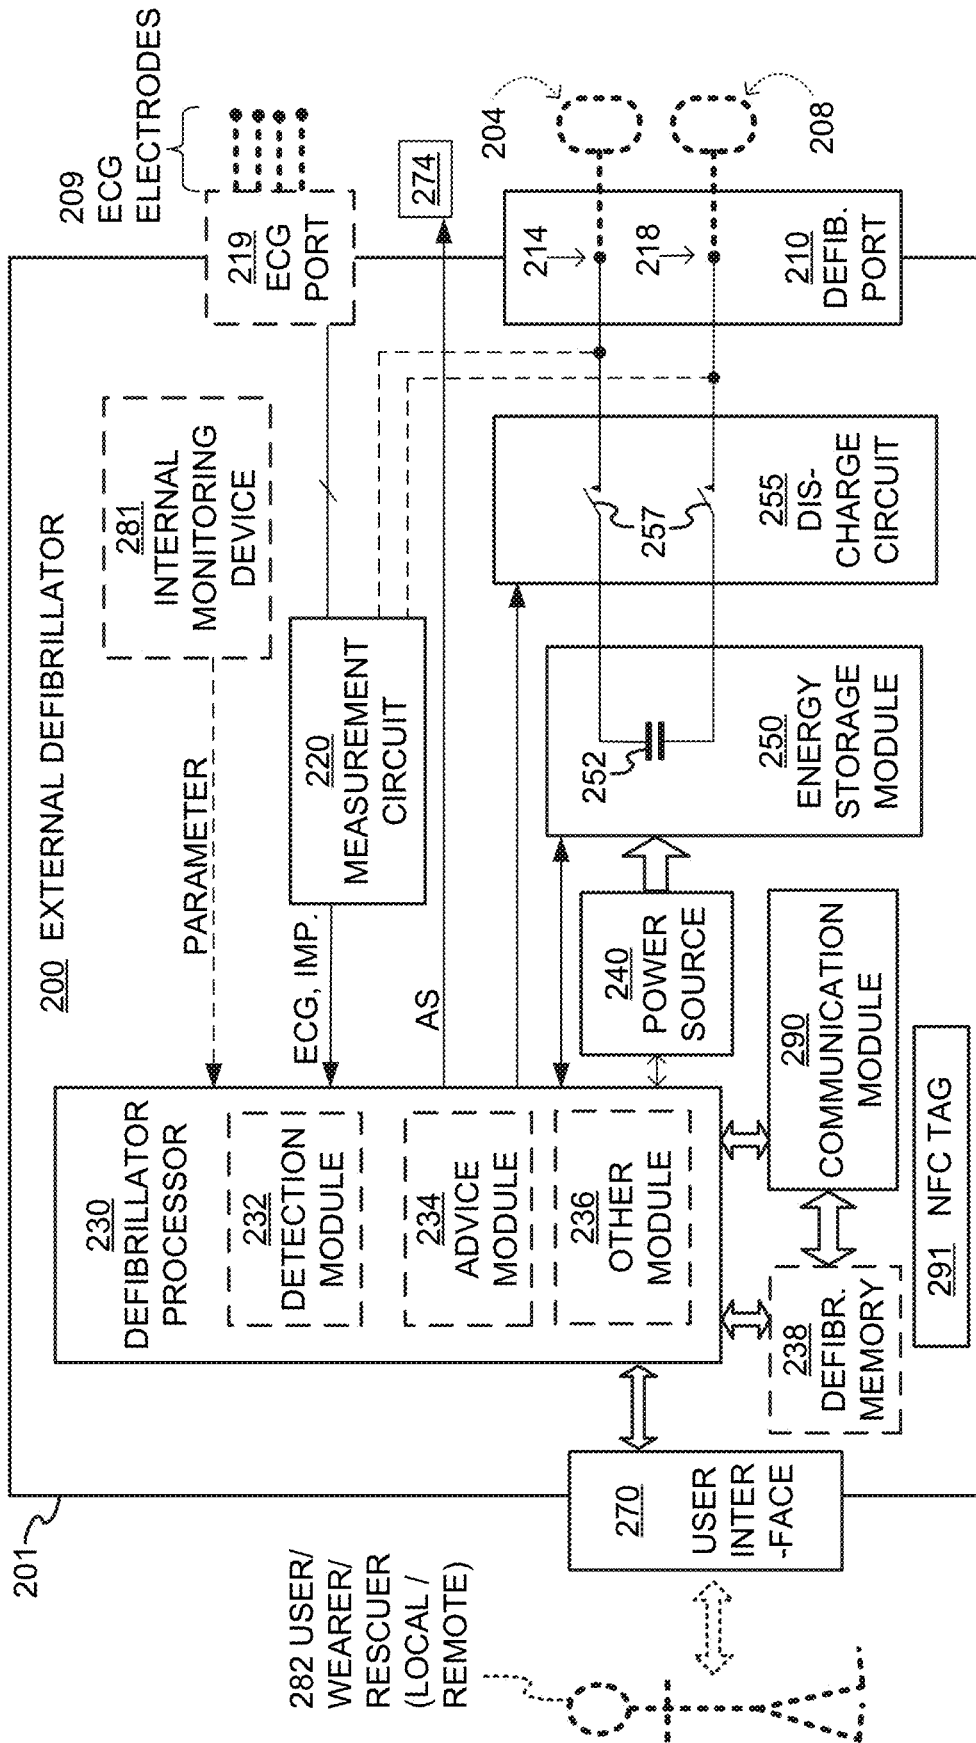 200 EXTERNAL DEFIBRILLATOR
201
282 USER/
WEARER/
RESCUER
(LOCAL /
REMOTE)
270
USER
INTER
-FACE
230
DEFIBRILLATOR
PROCESSOR
232
DETECTION
MODULE
234
ADVICE
MODULE
236
OTHER
MODULE
238
DEFIBR.
MEMORY
291 NFC TAG
290
COMMUNICATION
MODULE
240
POWER
SOURCE
PARAMETER
ECG, IMP.
AS
281
INTERNAL
MONITORING
DEVICE
220
MEASUREMENT
CIRCUIT
252
250
ENERGY
STORAGE
MODULE
257
255
DIS-
CHARGE
CIRCUIT
209
ECG
ELECTRODES
219
ECG
PORT
274
214
218
210
DEFIB.
PORT
204
208